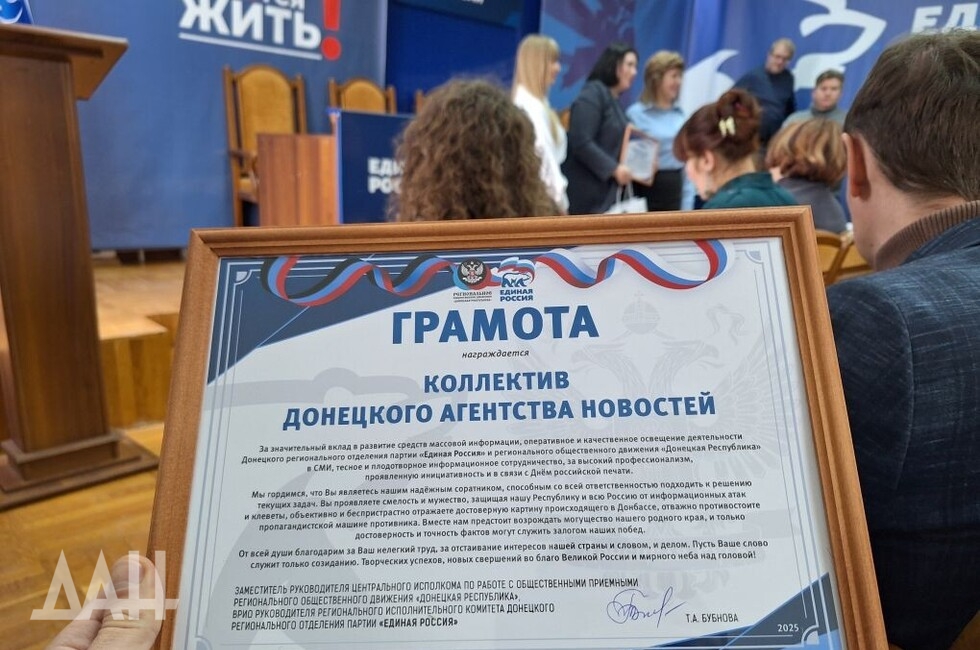 ЖИТЬ!
ЕДИНАЯ
РОССИЯ
ГРАМОТА
награждается
КОЛЛЕКТИВ
ДОНЕЦКОГО АГЕНТСТВА НОВОСТЕЙ
За значительный вклад в развитие средств массовой информации, оперативное и качественное освещение деятельности
Донецкого регионального отделения партии «Единая Россия» и регионального общественного движения «Донецкая Республика»
в СМИ, тесное и плодотворное информационное сотрудничество, за высокий профессионализм,
проявленную инициативность и в связи с Днём российской печати.
Мы гордимся, что Вы являетесь нашим надёжным соратником, способным со всей ответственностью подходить к решению
текущих задач. Вы проявляете смелость и мужество, защищая нашу Республику и всю Россию от информационных атак
и клеветы, объективно и беспристрастно отражаете достоверную картину происходящего в Донбассе, отважно противостоите
пропагандистской машине противника. Вместе нам предстоит возрождать могущество нашего родного края, и только
достоверность и точность фактов могут служить залогом наших побед.
От всей души благодарим за Ваш нелегкий труд, за отстаивание интересов нашей страны и словом, и делом. Пусть Ваше слово
служит только созиданию. Творческих успехов, новых свершений во благо Великой России и мирного неба над головой!
ЗАМЕСТИТЕЛЬ РУКОВОДИТЕЛЯ ЦЕНТРАЛЬНОГО ИСПОЛКОМА ПО РАБОТЕ С ОБЩЕСТВЕННЫМИ ПРИЕМНЫМИ
РЕГИОНАЛЬНОГО ОБЩЕСТВЕННОГО ДВИЖЕНИЯ «ДОНЕЦКАЯ РЕСПУБЛИКА»,
ВРИО РУКОВОДИТЕЛЯ РЕГИОНАЛЬНОГО ИСПОЛНИТЕЛЬНОГО КОМИТЕТА ДОНЕЦКОГО
РЕГИОНАЛЬНОГО ОТДЕЛЕНИЯ ПАРТИИ «ЕДИНАЯ РОССИЯ»
Т.А. БУБНОВА
2025
ДАН